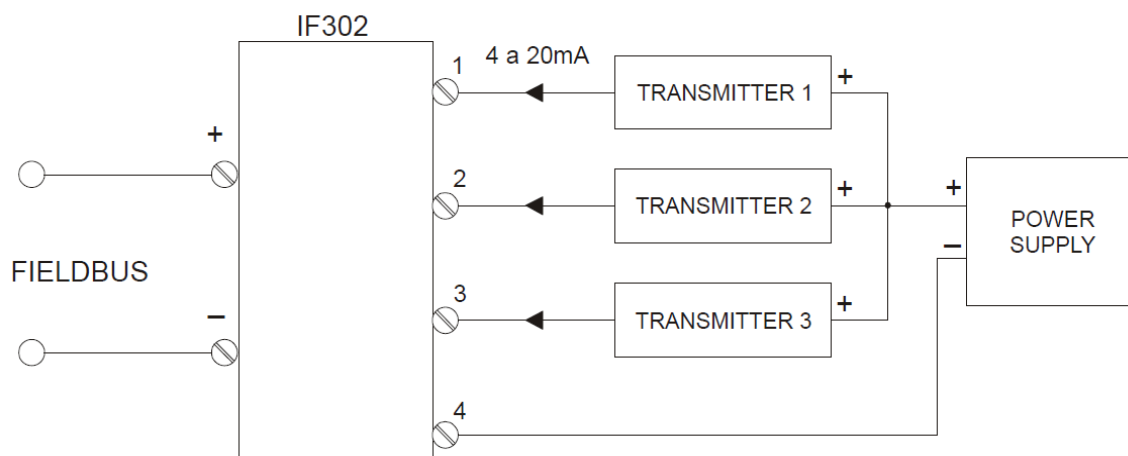 IF302
1
4 a 20mA
TRANSMITTER 1
+
+
2
TRANSMITTER 2
+
+
POWER
SUPPLY
−
FIELDBUS
−
3
TRANSMITTER 3
+
4